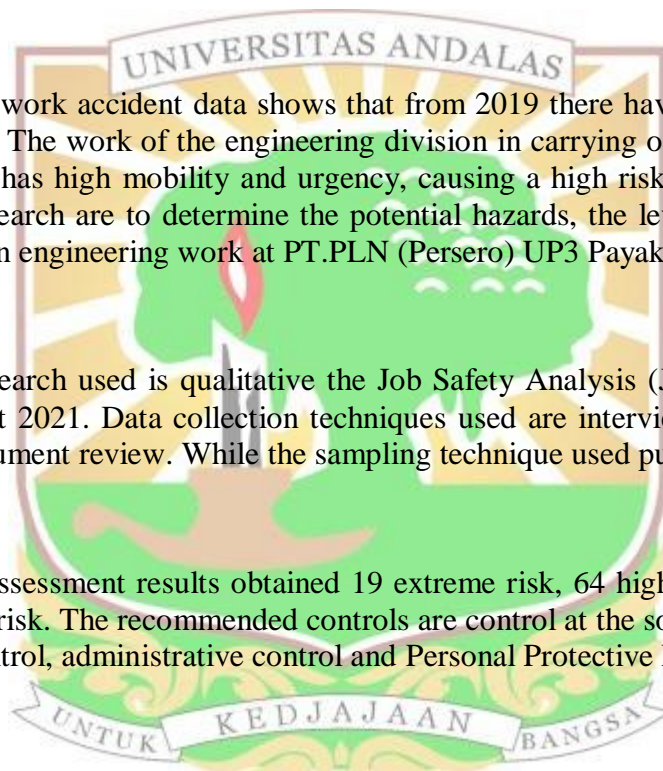 UNIVERSITAS ANDALAS
work accident data shows that from 2019 there hav
The work of the engineering division in carrying o
has high mobility and urgency, causing a high risk
earch are to determine the potential hazards, the le
n engineering work at PT.PLN (Persero) UP3 Payak
earch used is qualitative the Job Safety Analysis (J
t 2021. Data collection techniques used are intervi
ument review. While the sampling technique used pu
ssessment results obtained 19 extreme risk, 64 high
risk. The recommended controls are control at the so
trol, administrative control and Personal Protective
UNTUK KEDJAJAAN BANGSA